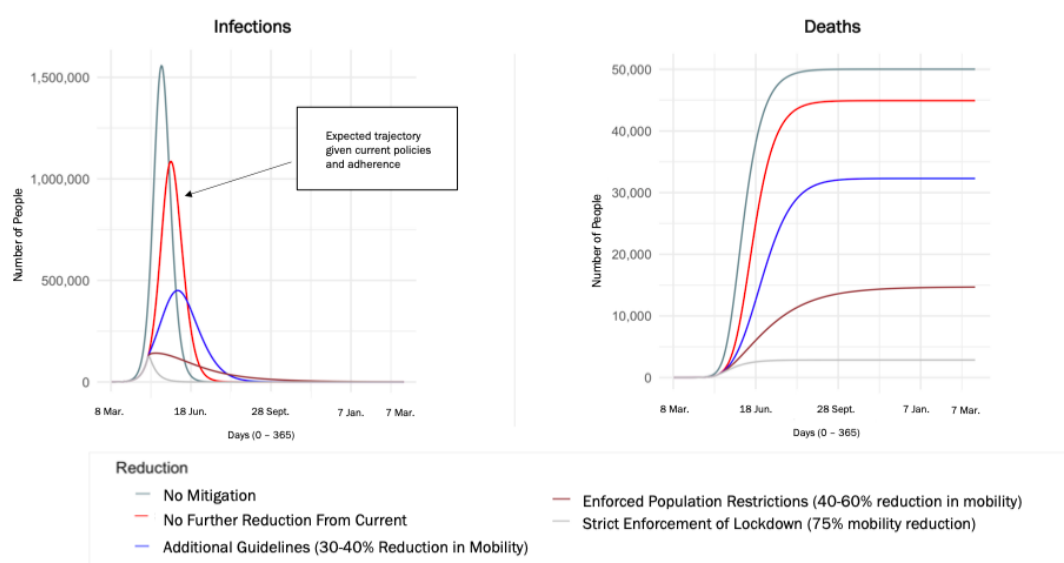 Infections
Number of People
1,500,000
1,000,000
500,000
0
Expected trajectory
given current policies
and adherence
8 Mar.
18 Jun.
28 Sept.
7 Jan.
7 Mar.
Days (0 – 365)
Deaths
Number of People
50,000
40,000
30,000
20,000
10,000
0
8 Mar.
18 Jun.
28 Sept.
7 Jan.
7 Mar.
Days (0 – 365)
Reduction
No Mitigation
No Further Reduction From Current
Additional Guidelines (30-40% Reduction in Mobility)
Enforced Population Restrictions (40-60% reduction in mobility)
Strict Enforcement of Lockdown (75% mobility reduction)